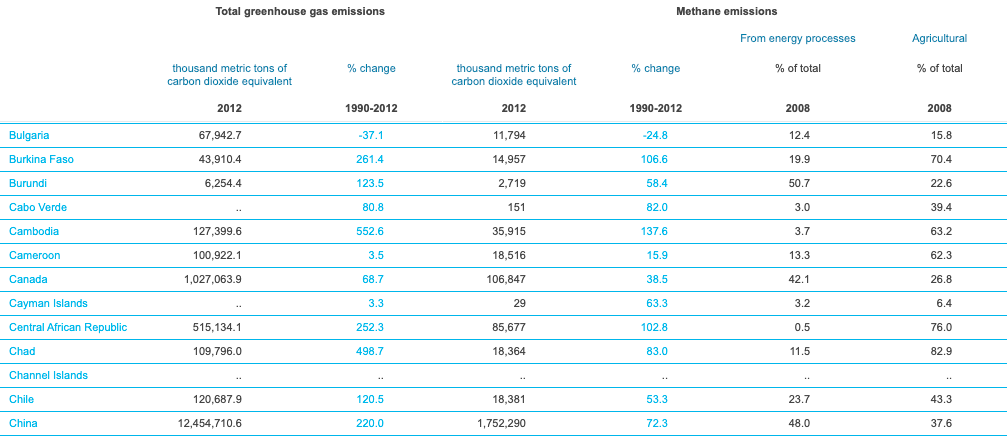 Total greenhouse gas emissions Methane emissions
From energy processes Agricultural
thousand metric tons of % change thousand metric tons of % change % of total % of total
carbon dioxide equivalent carbon dioxide equivalent
2012 1990-2012 2012 1990-2012 2008 2008
Bulgaria 67,942.7 -37.1 11,794 -24.8 12.4 15.8
Burkina Faso 43,910.4 261.4 14,957 106.6 19.9 70.4
Burundi 6,254.4 123.5 2,719 58.4 50.7 22.6
Cabo Verde .. 80.8 151 82.0 3.0 39.4
Cambodia 127,399.6 552.6 35,915 137.6 3.7 63.2
Cameroon 100,922.1 3.5 18,516 15.9 13.3 62.3
Canada 1,027,063.9 68.7 106,847 38.5 42.1 26.8
Cayman Islands .. 3.3 29 63.3 3.2 6.4
Central African Republic 515,134.1 252.3 85,677 102.8 0.5 76.0
Chad 109,796.0 498.7 18,364 83.0 11.5 82.9
Channel Islands .. .. .. .. .. ..
Chile 120,687.9 120.5 18,381 53.3 23.7 43.3
China 12,454,710.6 220.0 1,752,290 72.3 48.0 37.6